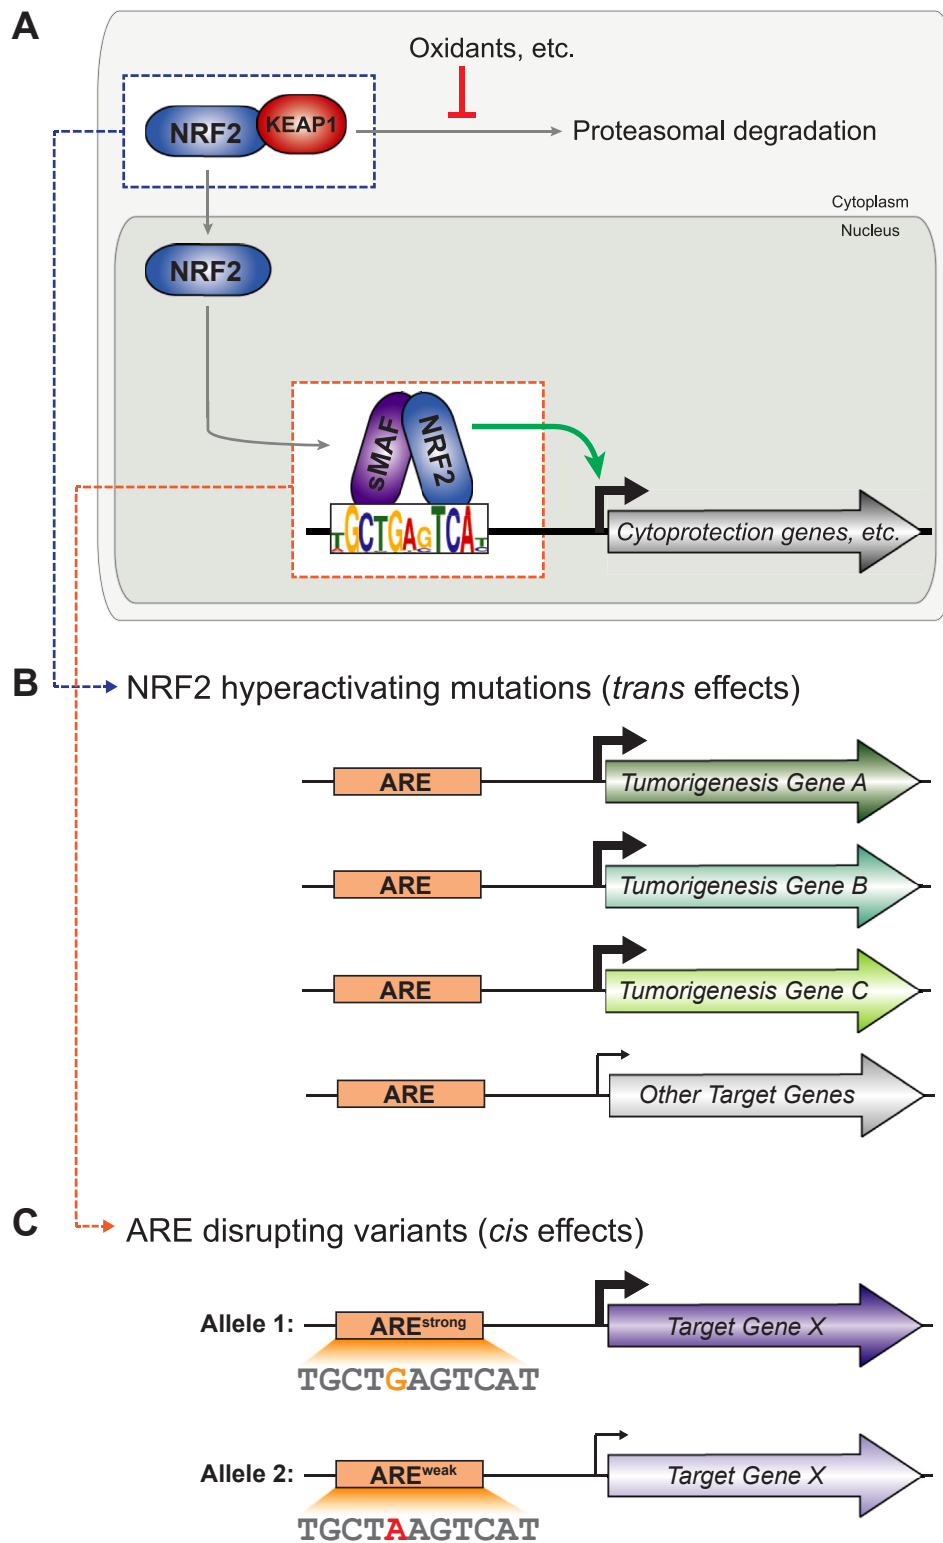 A
Oxidants, etc.
NRF2
KEAP1
Proteasomal degradation
Cytoplasm
Nucleus
NRF2
sMAF
NRF2
TGCTGAGTCAT
Cytoprotection genes, etc.
B
NRF2 hyperactivating mutations (trans effects)
ARE
Tumorigenesis Gene A
ARE
Tumorigenesis Gene B
ARE
Tumorigenesis Gene C
ARE
Other Target Genes
C
ARE disrupting variants (cis effects)
Allele 1:
AREstrong
Target Gene X
TGCTGAGTCAT
Allele 2:
AREweak
Target Gene X
TGCTAAGTCAT